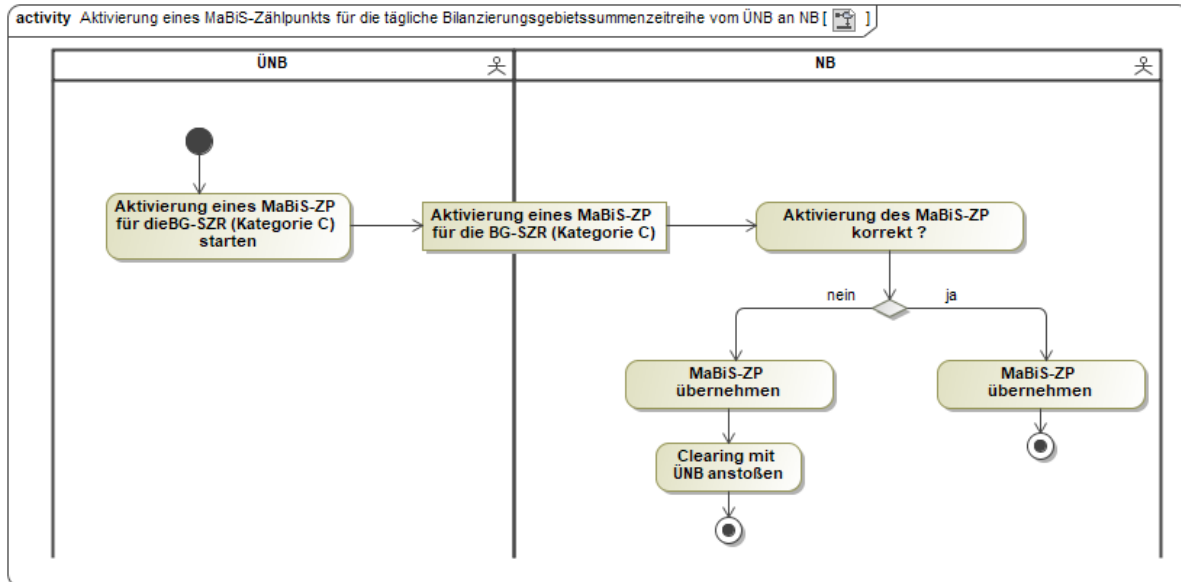 activity Aktivierung eines MaBiS-Zählpunkts für die tägliche Bilanzierungsgebietssummenzeitreihe vom ÜNB an NB [ ]
ÜNB
NB
Aktivierung eines MaBiS-ZP
für dieBG-SZR (Kategorie C)
starten
Aktivierung eines MaBiS-ZP
für die BG-SZR (Kategorie C)
Aktivierung des MaBiS-ZP
korrekt ?
nein
ja
MaBiS-ZP
übernehmen
MaBiS-ZP
übernehmen
Clearing mit
ÜNB anstoßen